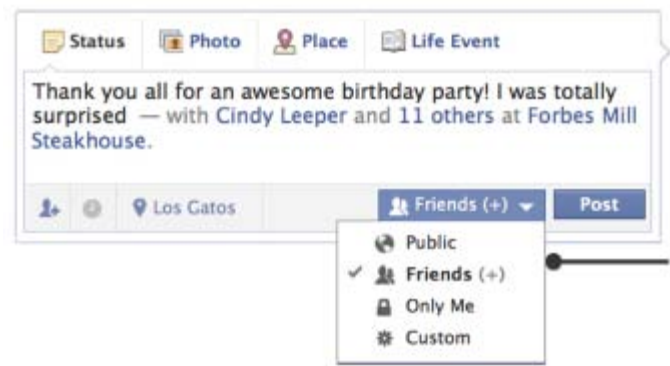 Status Photo Place Life Event
Thank you all for an awesome birthday party! I was totally
surprised — with Cindy Leeper and 11 others at Forbes Mill
Steakhouse.
Los Gatos Friends (+) Post
Public
Friends (+)
Only Me
Custom